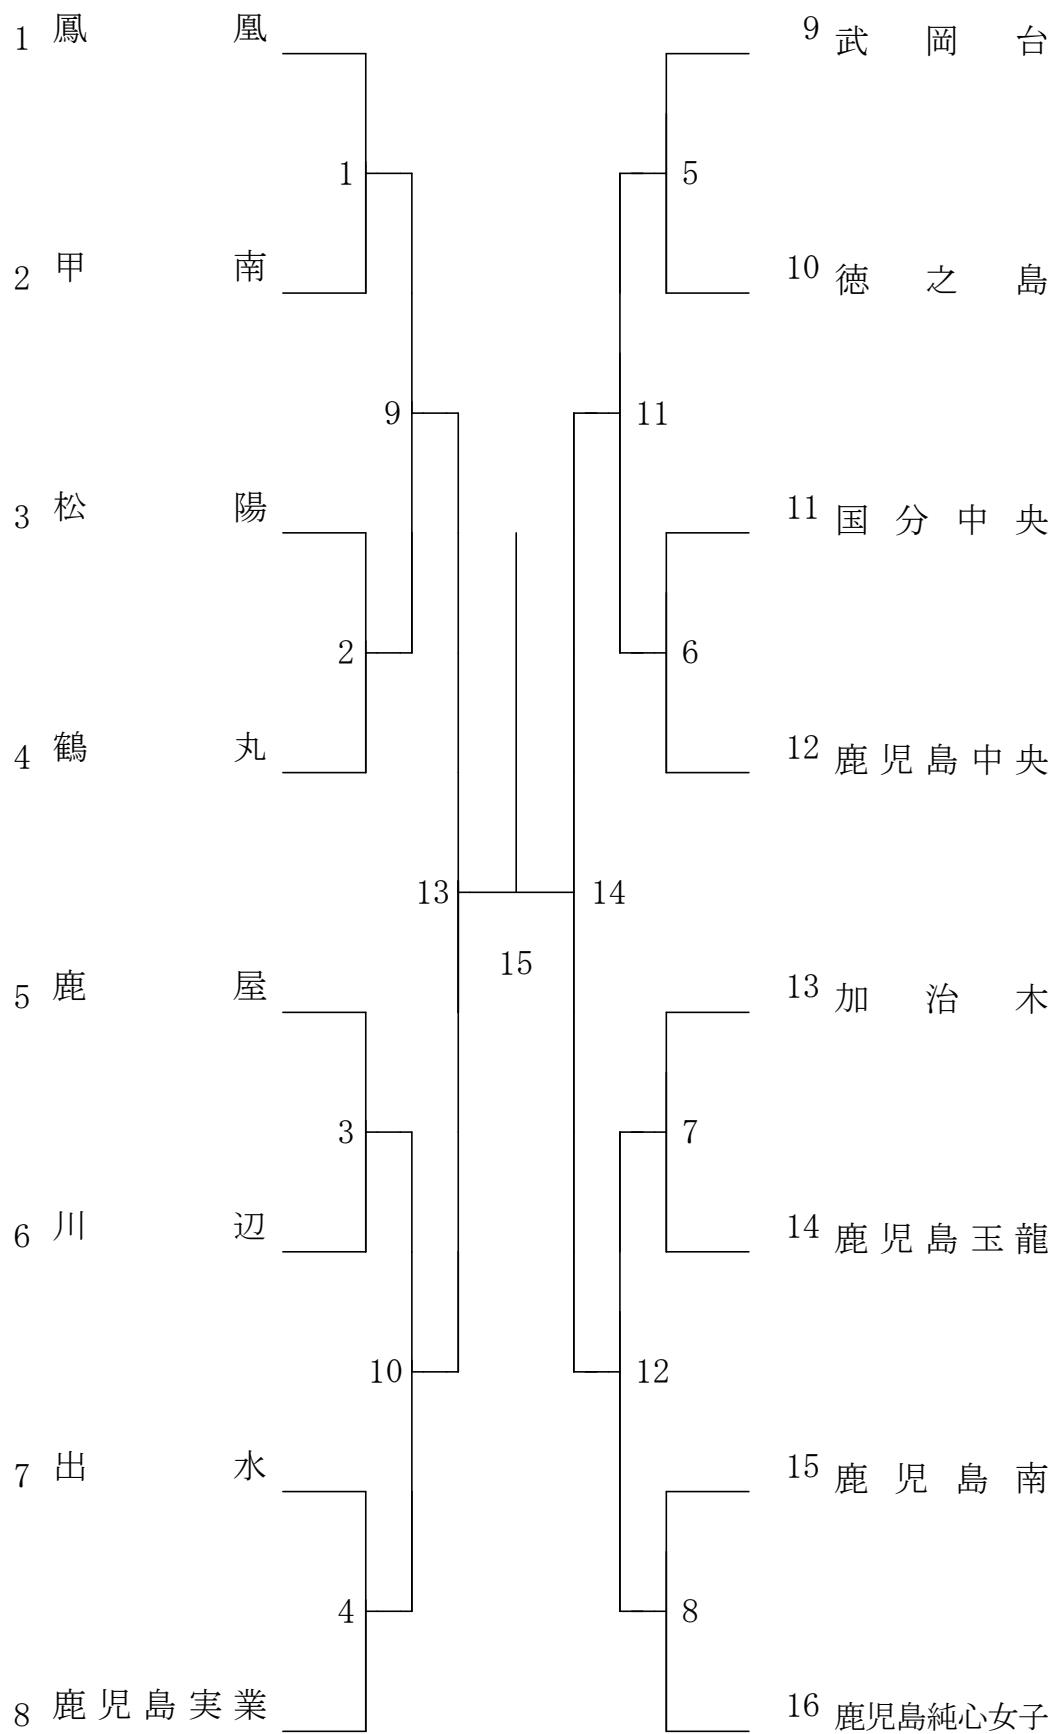 1 鳳凰
1
2 甲南
9
3 松陽
2
4 鶴丸
13
5 鹿屋
3
6 川辺
10
7 出水
4
8 鹿児島実業
15
9 武岡台
5
10 徳之島
11
11 国分中央
6
12 鹿児島中央
14
13 加治木
7
14 鹿児島玉龍
12
15 鹿児島南
8
16 鹿児島純心女子